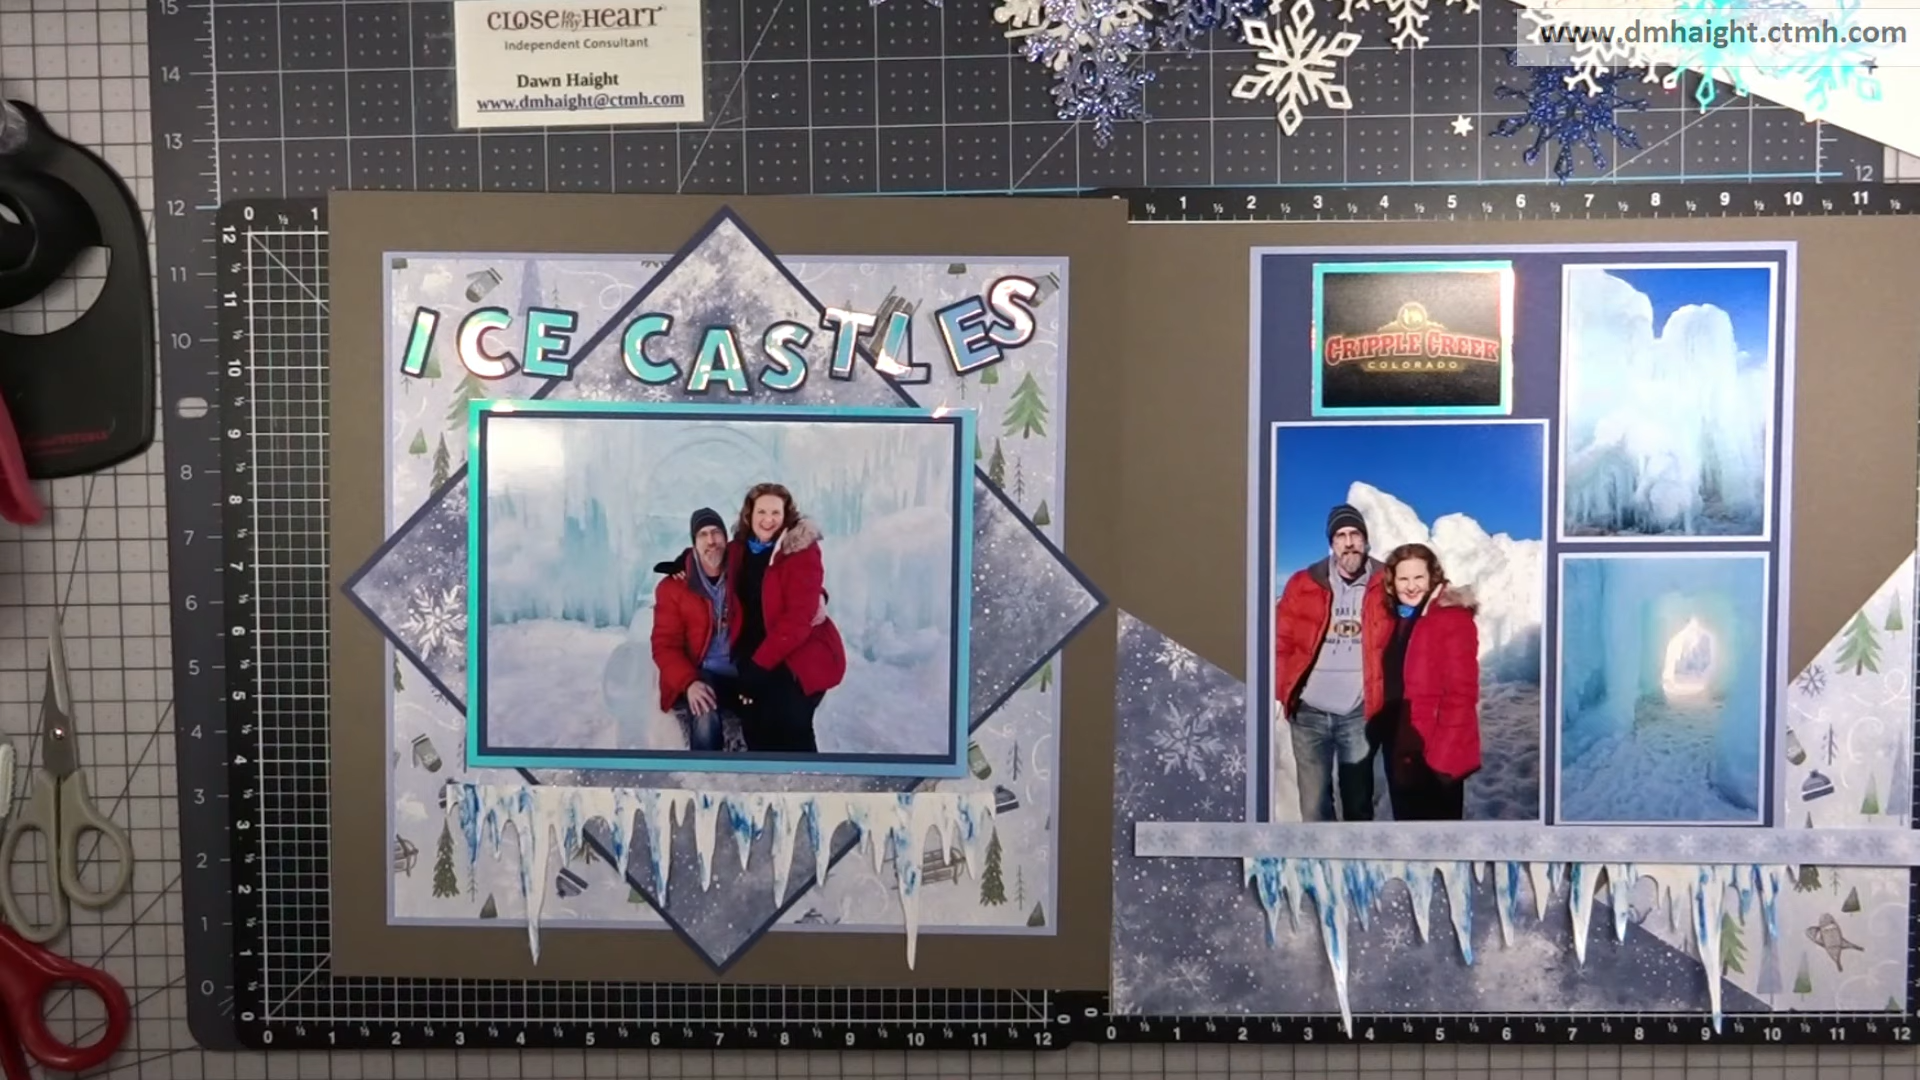 CLOSE to my HEART
Independent Consultant
Dawn Haight
www.dmhaight@ctmh.com
www.dmhaight.ctmh.com
ICE CASTLES
CRIPPLE CREEK
COLORADO